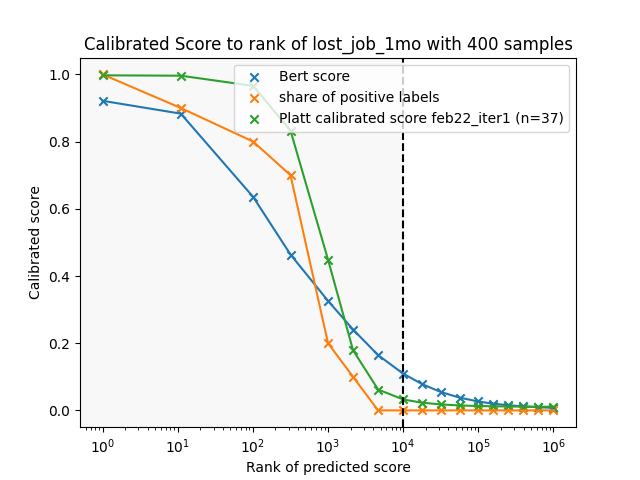 Calibrated Score to rank of lost_job_1mo with 400 samples
Bert score
share of positive labels
Platt calibrated score feb22_iter1 (n=37)
Calibrated score
1.0
0.8
0.6
0.4
0.2
0.0
10^0 10^1 10^2 10^3 10^4 10^5 10^6
Rank of predicted score